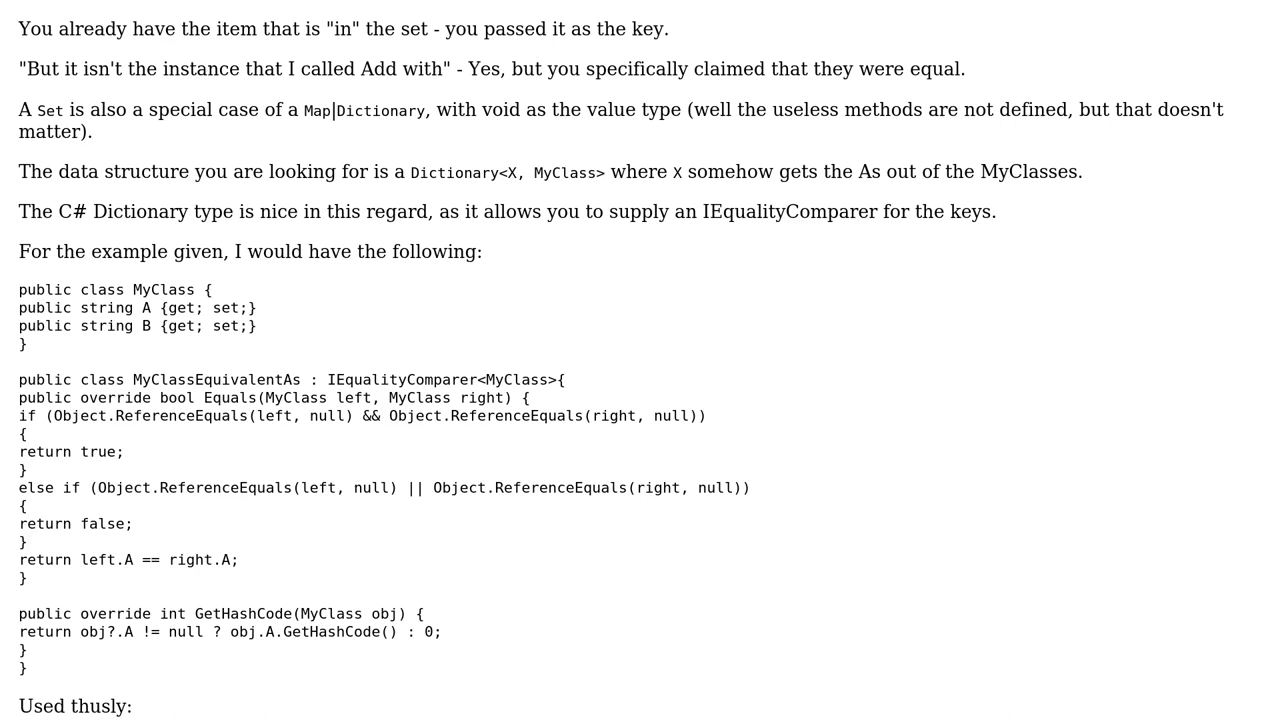 You already have the item that is "in" the set - you passed it as the key.
"But it isn't the instance that I called Add with" - Yes, but you specifically claimed that they were equal.
A Set is also a special case of a Map|Dictionary, with void as the value type (well the useless methods are not defined, but that doesn't
matter).
The data structure you are looking for is a Dictionary<X, MyClass> where X somehow gets the As out of the MyClasses.
The C# Dictionary type is nice in this regard, as it allows you to supply an IEqualityComparer for the keys.
For the example given, I would have the following:
public class MyClass {
public string A {get; set;}
public string B {get; set;}
}
public class MyClassEquivalentAs : IEqualityComparer<MyClass>{
public override bool Equals(MyClass left, MyClass right) {
if (Object.ReferenceEquals(left, null) && Object.ReferenceEquals(right, null))
{
return true;
}
else if (Object.ReferenceEquals(left, null) || Object.ReferenceEquals(right, null))
{
return false;
}
return left.A == right.A;
}
public override int GetHashCode(MyClass obj) {
return obj?.A != null ? obj.A.GetHashCode() : 0;
}
}
Used thusly: